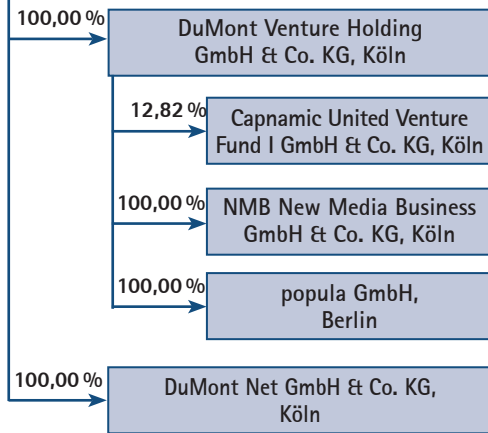 100,00 %
DuMont Venture Holding
GmbH & Co. KG, Köln
12,82 %
Capnamic United Venture
Fund I GmbH & Co. KG, Köln
100,00 %
NMB New Media Business
GmbH & Co. KG, Köln
100,00 %
popula GmbH,
Berlin
100,00 %
DuMont Net GmbH & Co. KG,
Köln